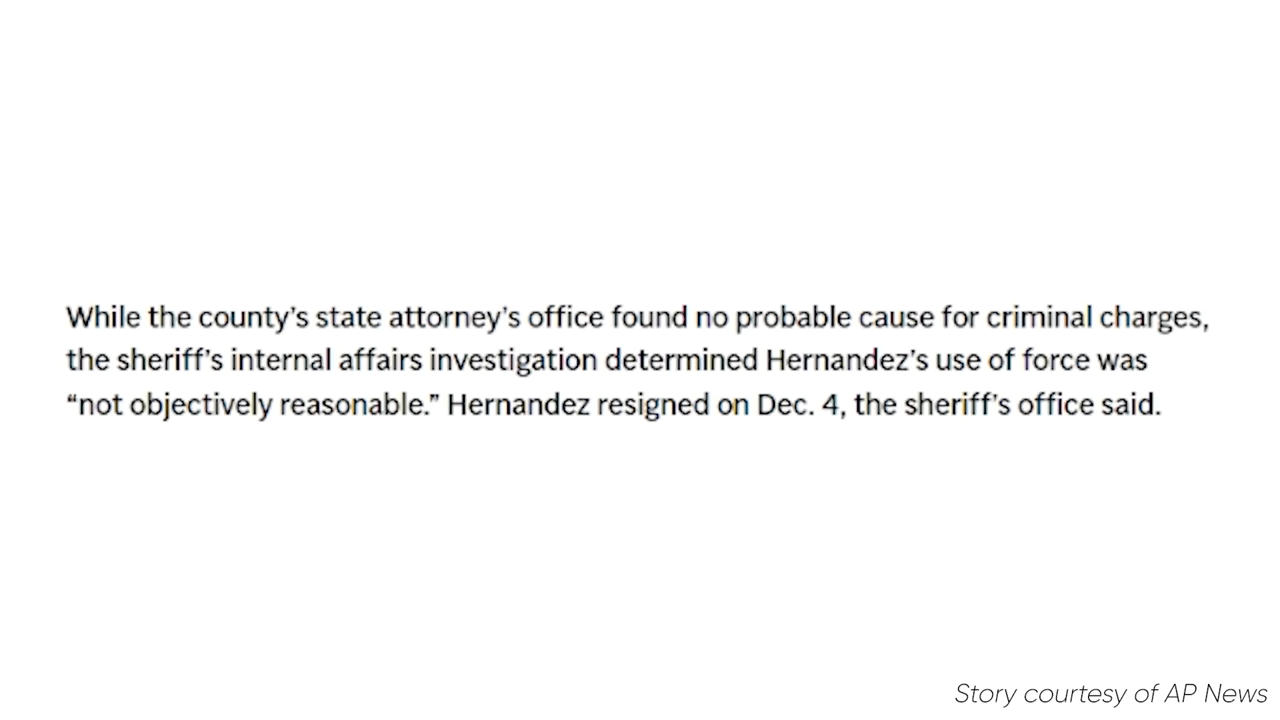 While the county’s state attorney’s office found no probable cause for criminal charges,
the sheriff’s internal affairs investigation determined Hernandez’s use of force was
“not objectively reasonable.” Hernandez resigned on Dec. 4, the sheriff’s office said.
Story courtesy of AP News